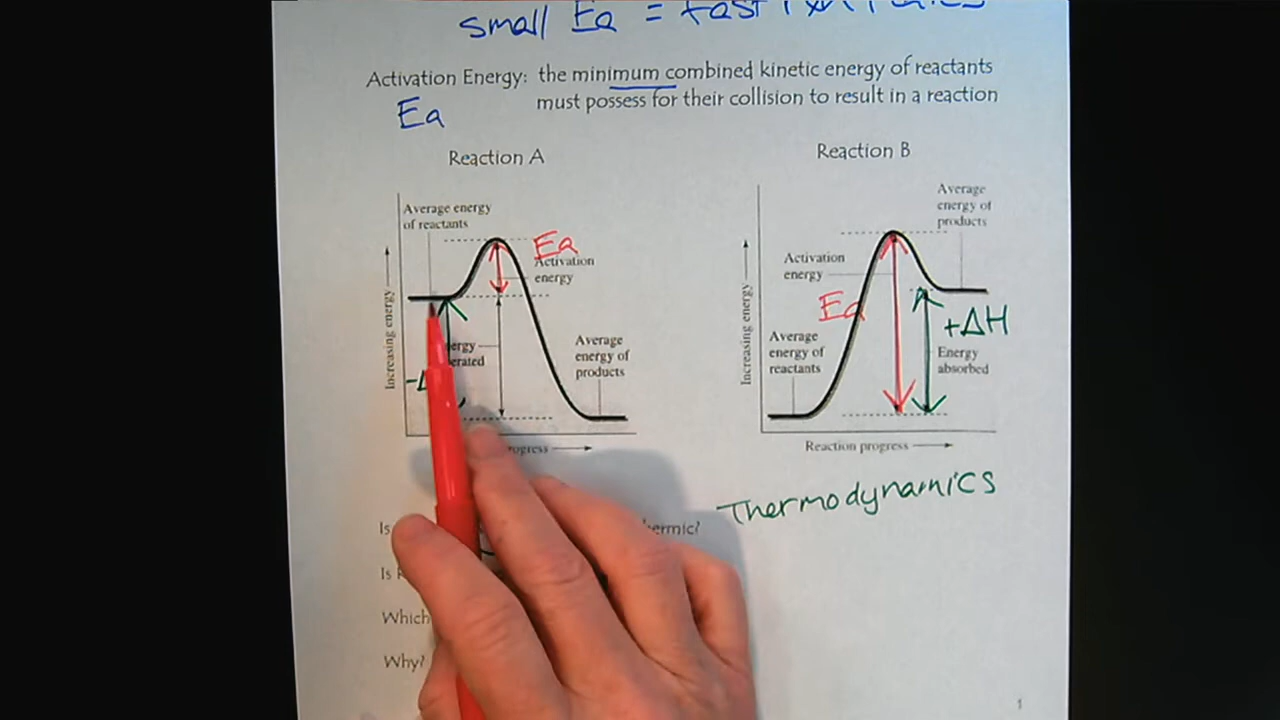 small Ea = fast rxn
Activation Energy: the minimum combined kinetic energy of reactants
must possess for their collision to result in a reaction
Ea
Reaction A
Average energy
of reactants
Ea
Activation
energy
Increasing energy
Average
energy of
products
Reaction B
Average
energy of
products
Activation
energy
Ea
Increasing energy
Average
energy of
reactants
+ΔH
Energy
absorbed
Reaction progress
Thermodynamics
Is
Is
Which
Why?
1